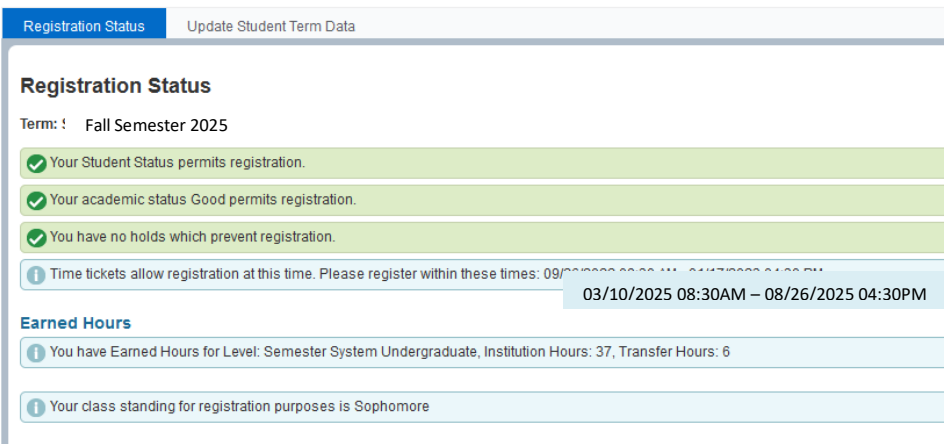 Registration Status Update Student Term Data
Registration Status
Term: Fall Semester 2025
Your Student Status permits registration.
Your academic status Good permits registration.
You have no holds which prevent registration.
Time tickets allow registration at this time. Please register within these times:
03/10/2025 08:30AM – 08/26/2025 04:30PM
Earned Hours
You have Earned Hours for Level: Semester System Undergraduate, Institution Hours: 37, Transfer Hours: 6
Your class standing for registration purposes is Sophomore